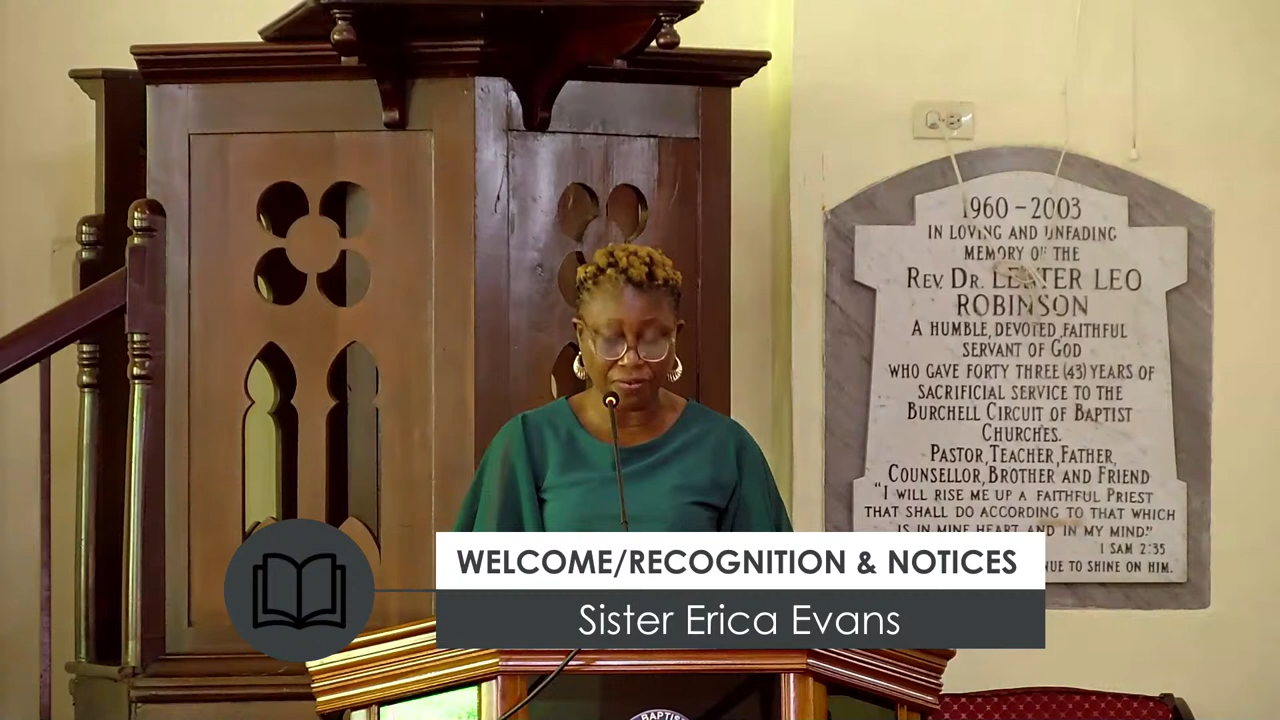 1960 – 2003
IN LOVING AND UNFADING
MEMORY OF THE
REV. DR. LESTER LEO
ROBINSON
A HUMBLE, DEVOTED, FAITHFUL
SERVANT OF GOD
WHO GAVE FORTY THREE (43) YEARS OF
SACRIFICIAL SERVICE TO THE
BURCHELL CIRCUIT OF BAPTIST
CHURCHES.
PASTOR, TEACHER, FATHER,
COUNSELLOR, BROTHER AND FRIEND
"I WILL RISE ME UP A FAITHFUL PRIEST
THAT SHALL DO ACCORDING TO THAT WHICH
IS IN MINE HEART AND IN MY MIND."
1 SAM 2:35
TO SHINE ON HIM.
WELCOME/RECOGNITION & NOTICES
Sister Erica Evans
BAPTIS